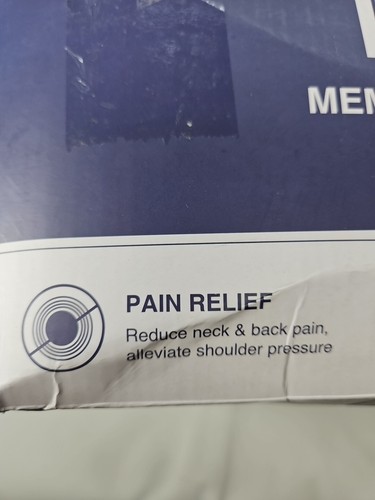 MEM
PAIN RELIEF
Reduce neck & back pain,
alleviate shoulder pressure